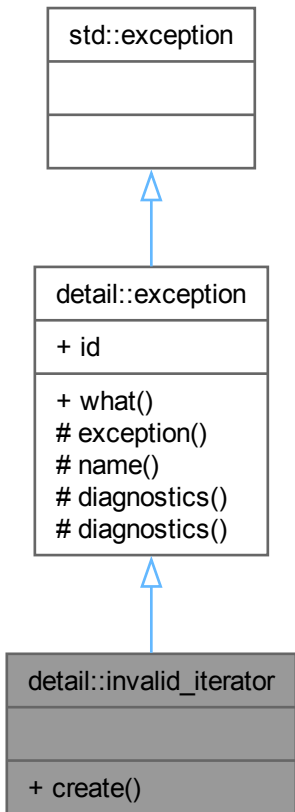 std::exception
detail::exception
+ id
+ what()
# exception()
# name()
# diagnostics()
# diagnostics()
detail::invalid_iterator
+ create()